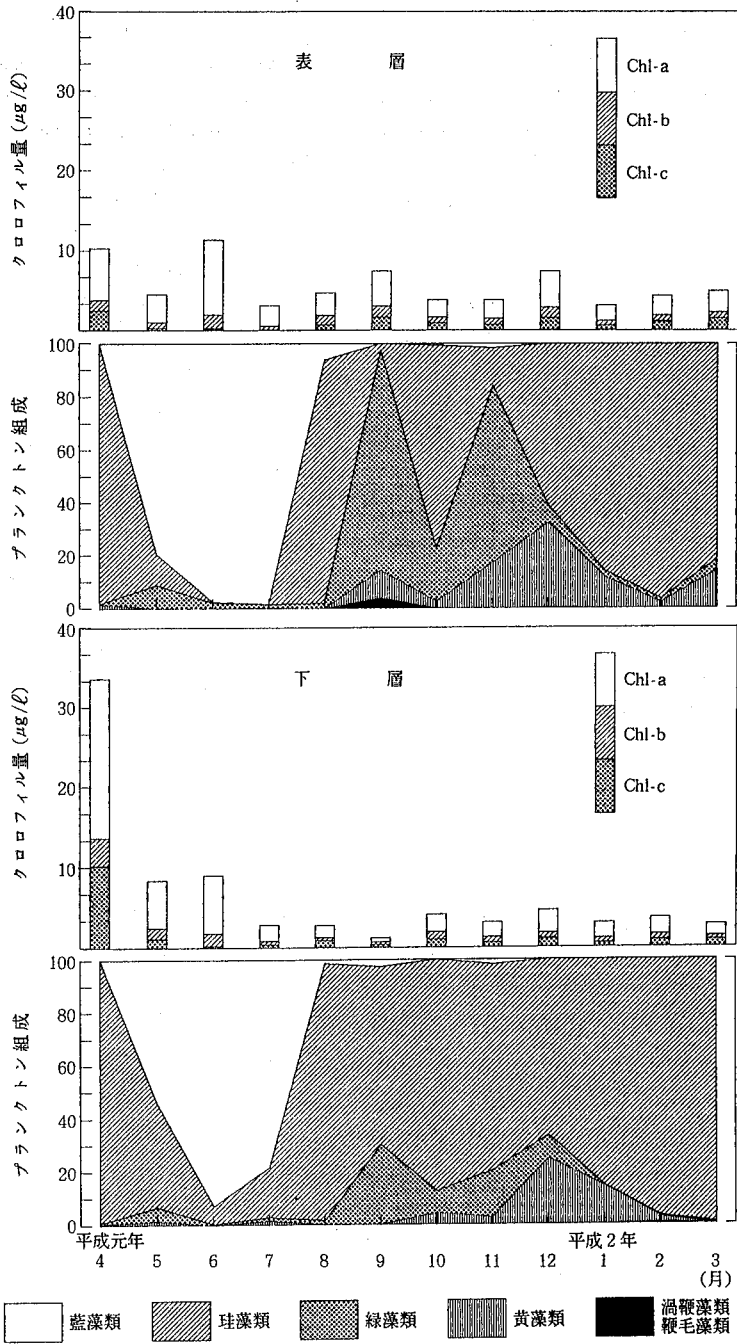 40
30
20
10
クロロフィル量 (μg/ℓ)
表 層
Chl-a
Chl-b
Chl-c
100
80
60
40
20
0
プランクトン組成
40
30
20
10
クロロフィル量 (μg/ℓ)
下 層
Chl-a
Chl-b
Chl-c
100
80
60
40
20
0
プランクトン組成
平成元年 平成2年
4 5 6 7 8 9 10 11 12 1 2 3
(月)
藍藻類 珪藻類 緑藻類 黄藻類 渦鞭藻類
鞭毛藻類